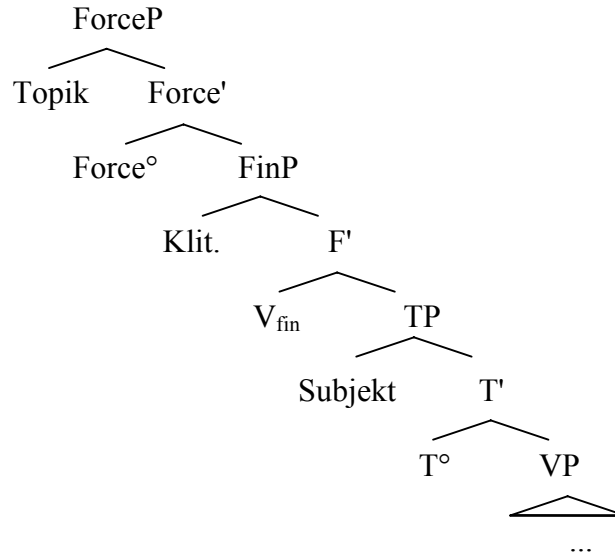 ForceP
Topik Force'
Force° FinP
Klit. F'
Vfin TP
Subjekt T'
T° VP
...